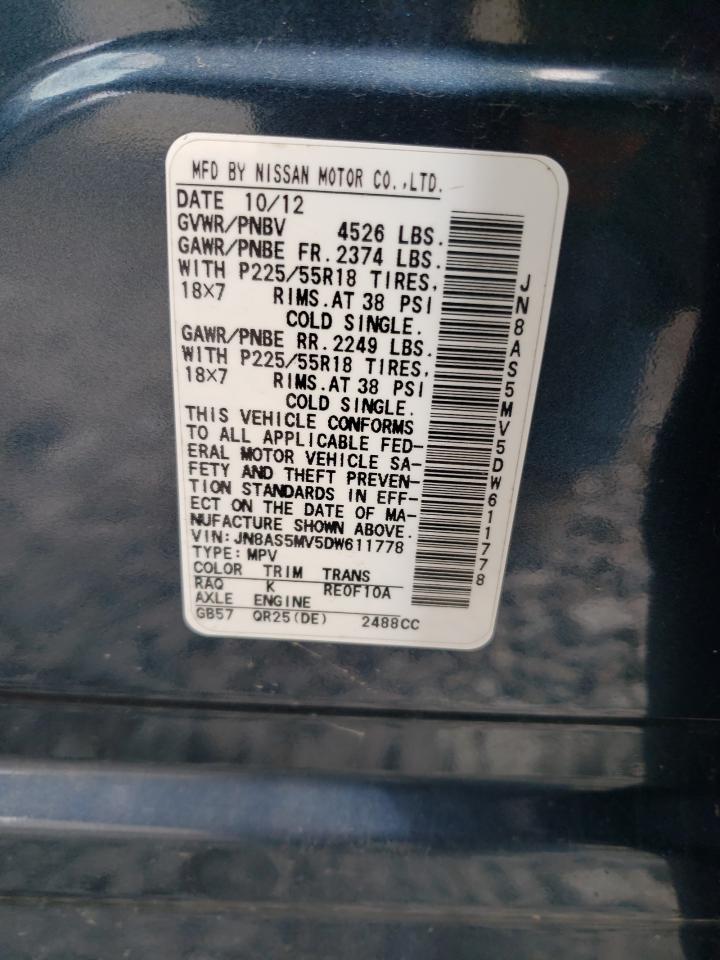 MFD BY NISSAN MOTOR CO.,LTD.
DATE 10/12
GVWR/PNBV 4526 LBS.
GAWR/PNBE FR.2374 LBS.
WITH P225/55R18 TIRES,
18X7 RIMS.AT 38 PSI
COLD SINGLE.
GAWR/PNBE RR.2249 LBS.
WITH P225/55R18 TIRES,
18X7 RIMS.AT 38 PSI
COLD SINGLE.
THIS VEHICLE CONFORMS
TO ALL APPLICABLE FED-
ERAL MOTOR VEHICLE SA-
FETY AND THEFT PREVEN-
TION STANDARDS IN EFF-
ECT ON THE DATE OF MA-
NUFACTURE SHOWN ABOVE.
VIN:JN8AS5MV5DW611778
TYPE:MPV
COLOR TRIM TRANS
RAQ K RE0F10A
AXLE ENGINE
GB57 QR25(DE) 2488CC
JN8AS5MV5DW611778